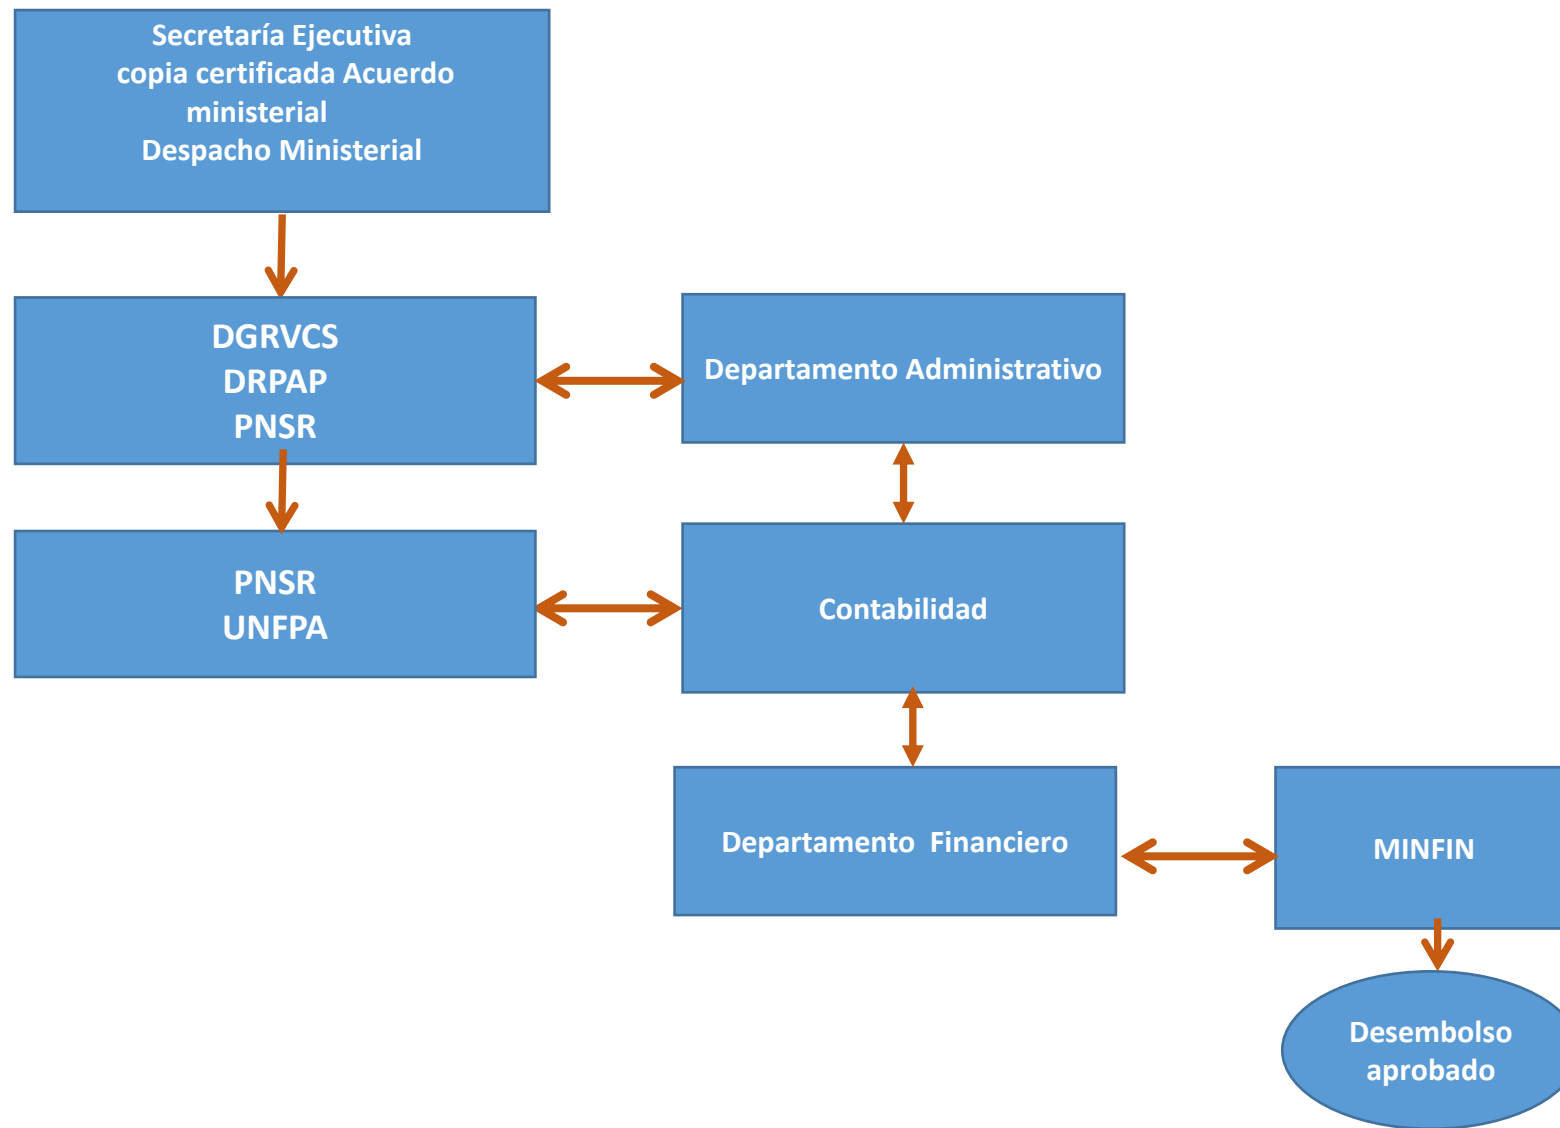 Secretaría Ejecutiva
copia certificada Acuerdo
ministerial
Despacho Ministerial
DGRVCS
DRPAP
PNSR
Departamento Administrativo
PNSR
UNFPA
Contabilidad
Departamento Financiero
MINFIN
Desembolso
aprobado